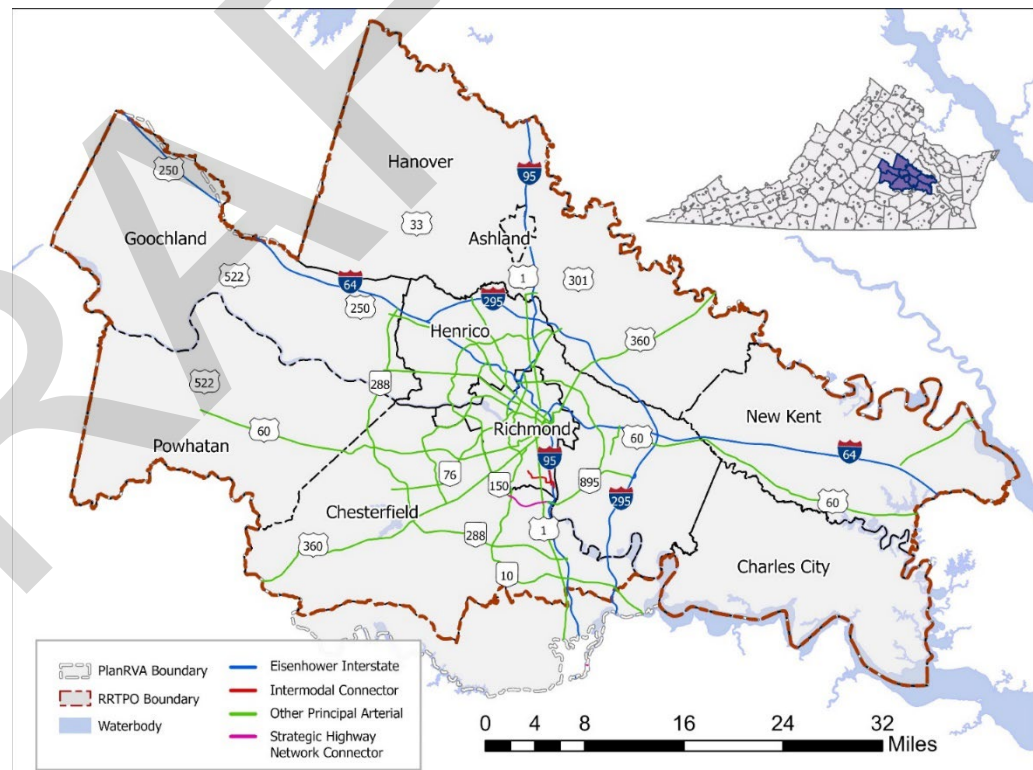 RAF
Hanover
95
250
Goochland
33
Ashland
522
64
1
301
295
250
Henrico
360
522
288
New Kent
Richmond
60
60
64
Powhatan
95
76
150
895
295
60
Chesterfield
288
1
360
10
Charles City
PlanRVA Boundary
RRTPO Boundary
Waterbody
Eisenhower Interstate
Intermodal Connector
Other Principal Arterial
Strategic Highway
Network Connector
0 4 6 8 16 24 32
Miles